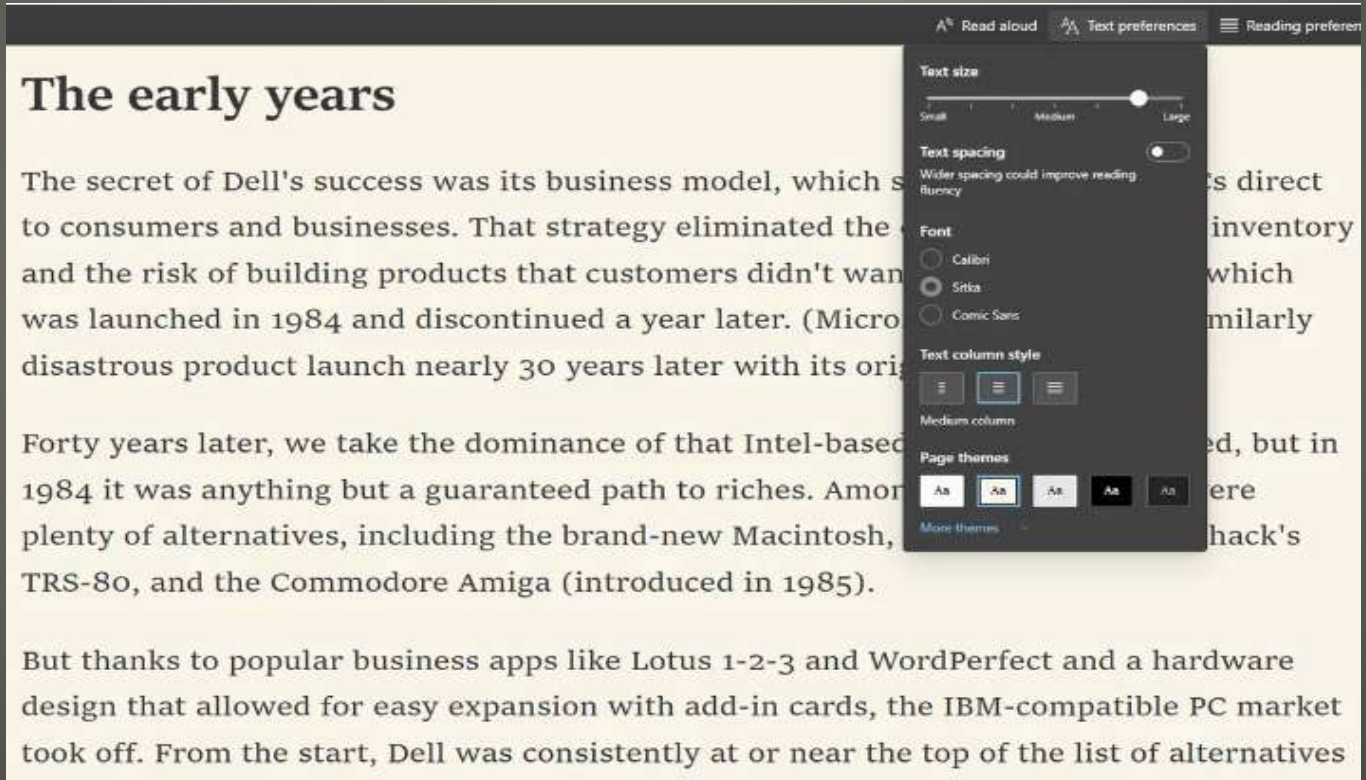 Read aloud
Text preferences
Reading preferen
The early years
The secret of Dell's success was its business model, which s
's direct
to consumers and businesses. That strategy eliminated the
inventory
and the risk of building products that customers didn't wan
which
was launched in 1984 and discontinued a year later. (Micro
milarly
disastrous product launch nearly 30 years later with its orig
Forty years later, we take the dominance of that Intel-based
ed, but in
1984 it was anything but a guaranteed path to riches. Amor
ere
plenty of alternatives, including the brand-new Macintosh,
hack's
TRS-80, and the Commodore Amiga (introduced in 1985).
But thanks to popular business apps like Lotus 1-2-3 and WordPerfect and a hardware
design that allowed for easy expansion with add-in cards, the IBM-compatible PC market
took off. From the start, Dell was consistently at or near the top of the list of alternatives
Text size
Small Medium Large
Text spacing
Wider spacing could improve reading
fluency
Font
Calibri
Sitka
Comic Sans
Text column style
Medium column
Page themes
Aa Aa Aa Aa Aa
More themes